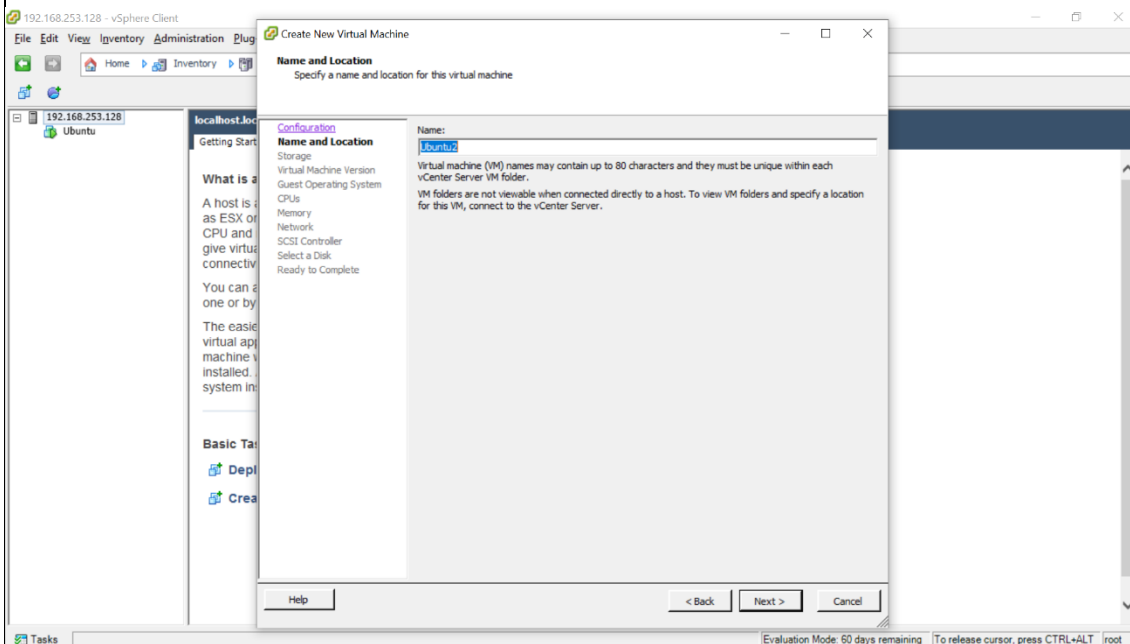 192.168.253.128 - vSphere Client
File Edit View Inventory Administration Plug
Home Inventory
192.168.253.128
Ubuntu
localhost.loc
Getting Start
What is a
A host is a
as ESX or
CPU and
give virtua
connectiv
You can a
one or by
The easie
virtual app
machine v
installed.
system ins
Basic Tas
Depl
Crea
Create New Virtual Machine
Name and Location
Specify a name and location for this virtual machine
Configuration
Name and Location
Storage
Virtual Machine Version
Guest Operating System
CPUs
Memory
Network
SCSI Controller
Select a Disk
Ready to Complete
Name:
Ubuntu2
Virtual machine (VM) names may contain up to 80 characters and they must be unique within each
vCenter Server VM folder.
VM folders are not viewable when connected directly to a host. To view VM folders and specify a location
for this VM, connect to the vCenter Server.
Help
< Back Next > Cancel
Tasks
Evaluation Mode: 60 days remaining To release cursor, press CTRL+ALT root